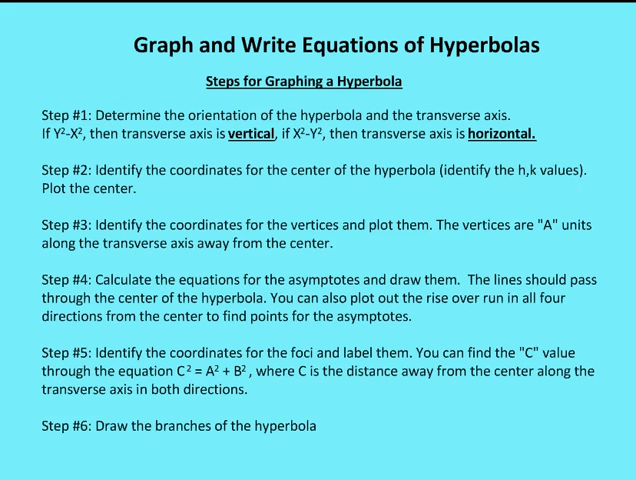 Graph and Write Equations of Hyperbolas
Steps for Graphing a Hyperbola
Step #1: Determine the orientation of the hyperbola and the transverse axis.
If Y²-X², then transverse axis is vertical, if X²-Y², then transverse axis is horizontal.
Step #2: Identify the coordinates for the center of the hyperbola (identify the h,k values).
Plot the center.
Step #3: Identify the coordinates for the vertices and plot them. The vertices are "A" units
along the transverse axis away from the center.
Step #4: Calculate the equations for the asymptotes and draw them. The lines should pass
through the center of the hyperbola. You can also plot out the rise over run in all four
directions from the center to find points for the asymptotes.
Step #5: Identify the coordinates for the foci and label them. You can find the "C" value
through the equation C² = A² + B², where C is the distance away from the center along the
transverse axis in both directions.
Step #6: Draw the branches of the hyperbola